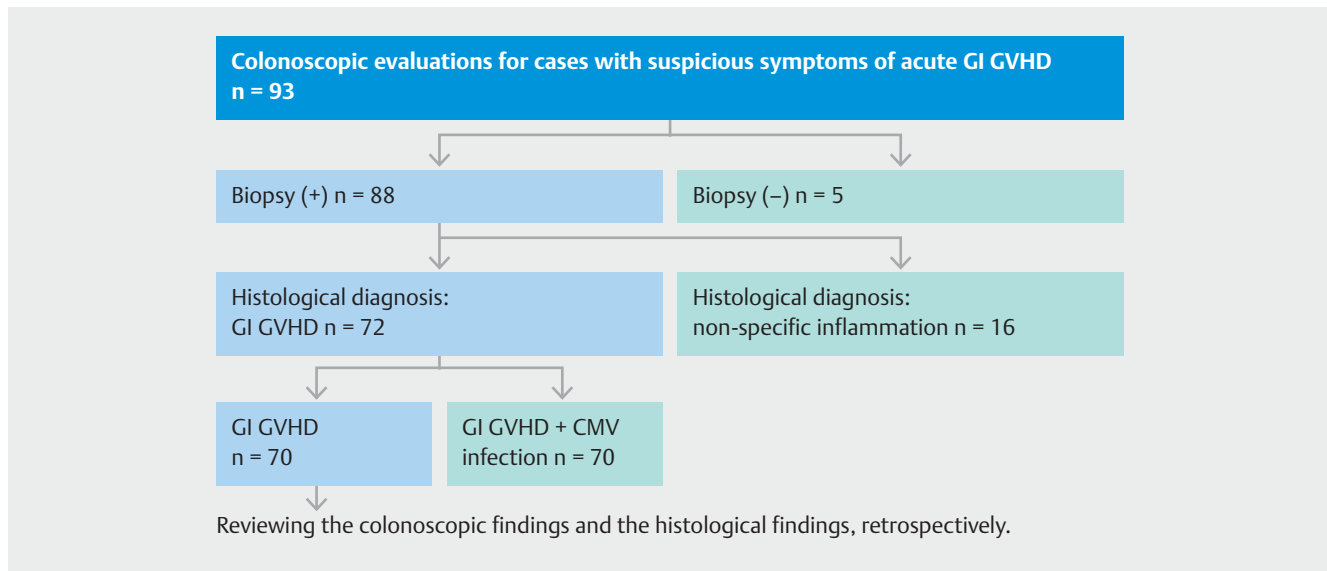 Colonoscopic evaluations for cases with suspicious symptoms of acute GI GVHD
n = 93
Biopsy (+) n = 88
Biopsy (–) n = 5
Histological diagnosis:
GI GVHD n = 72
Histological diagnosis:
non-specific inflammation n = 16
GI GVHD
n = 70
GI GVHD + CMV
infection n = 70
Reviewing the colonoscopic findings and the histological findings, retrospectively.